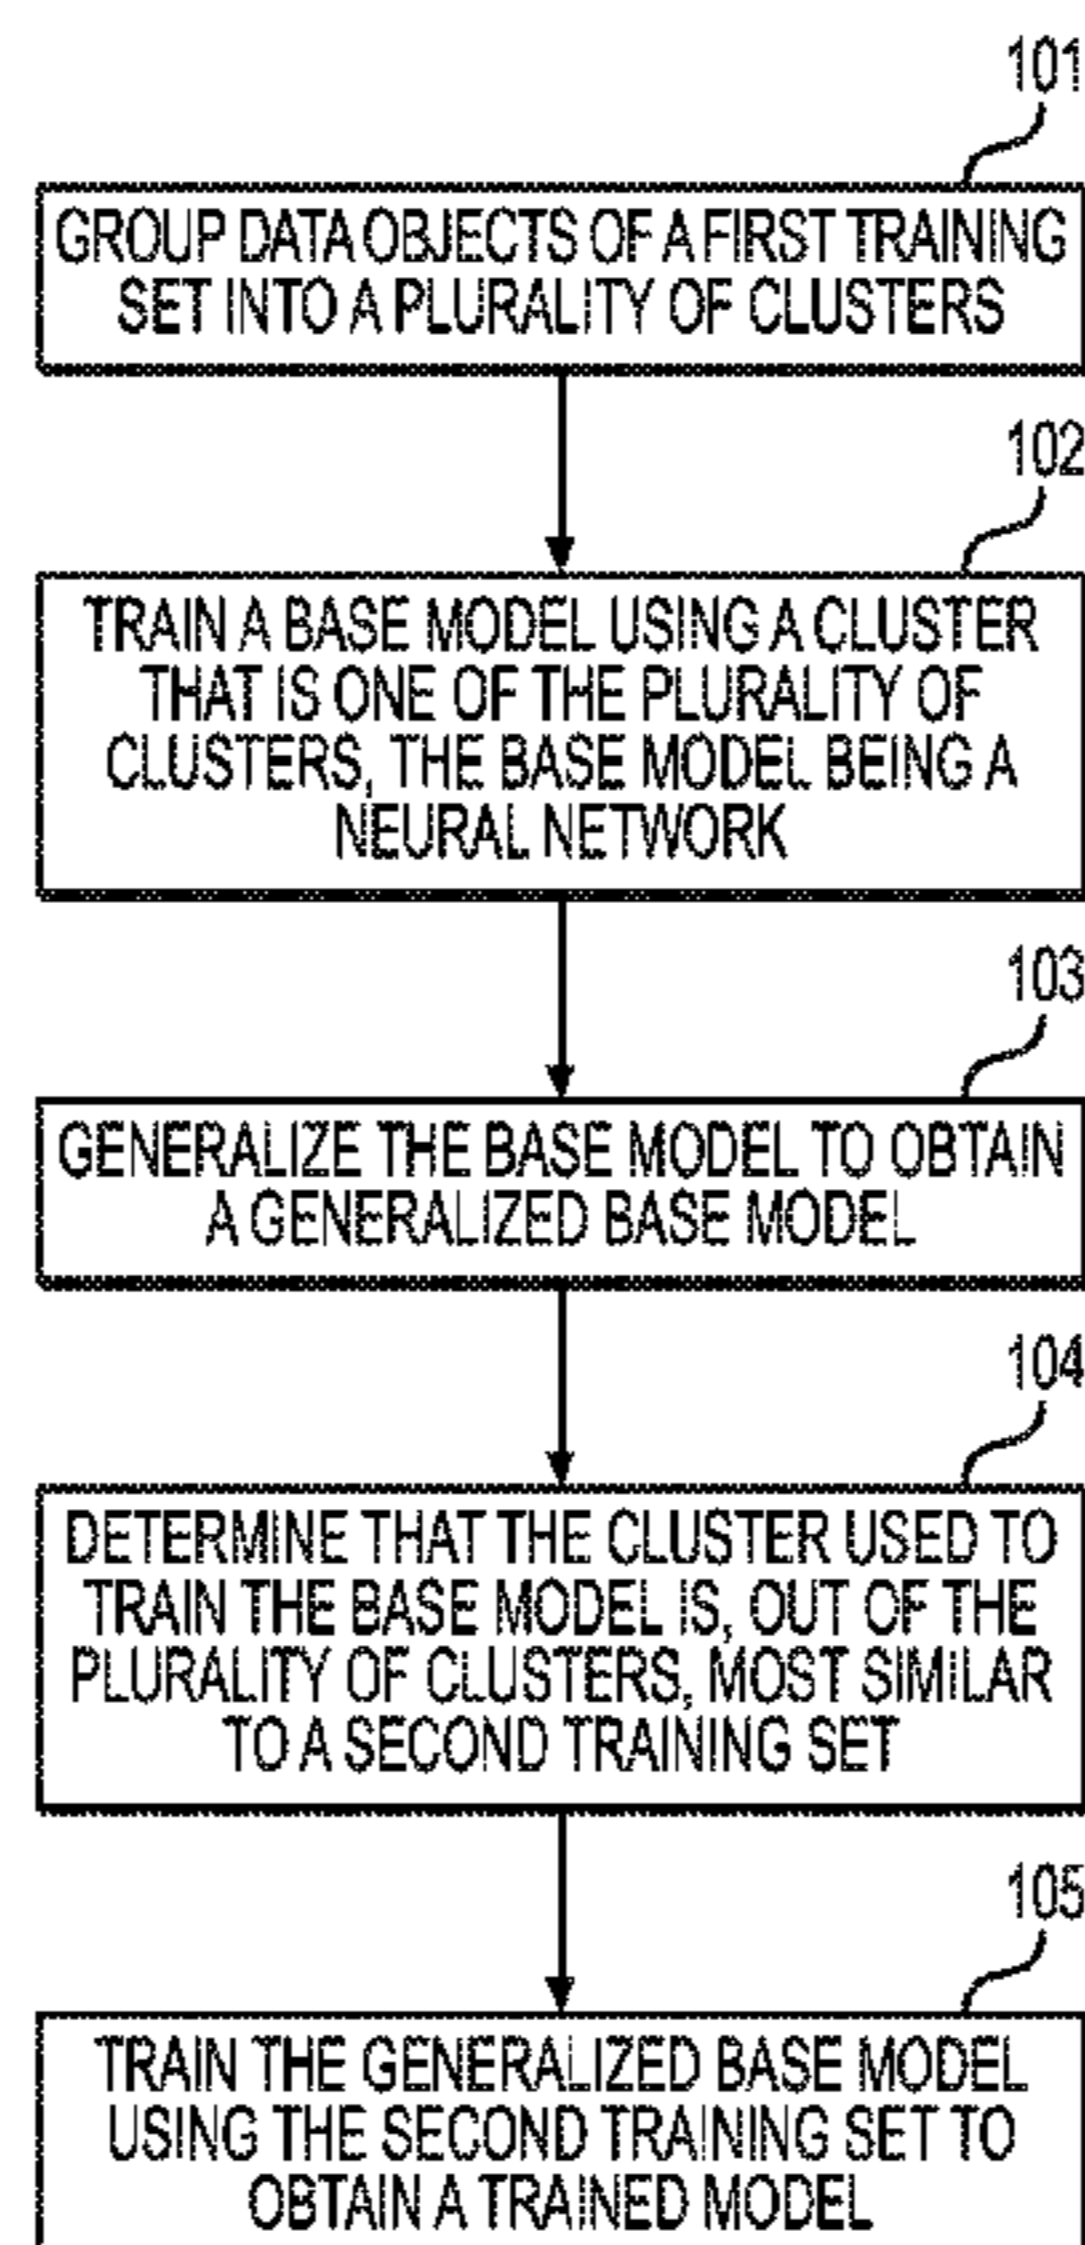 101
GROUP DATA OBJECTS OF A FIRST TRAINING
SET INTO A PLURALITY OF CLUSTERS
102
TRAIN A BASE MODEL USING A CLUSTER
THAT IS ONE OF THE PLURALITY OF
CLUSTERS, THE BASE MODEL BEING A
NEURAL NETWORK
103
GENERALIZE THE BASE MODEL TO OBTAIN
A GENERALIZED BASE MODEL
104
DETERMINE THAT THE CLUSTER USED TO
TRAIN THE BASE MODEL IS, OUT OF THE
PLURALITY OF CLUSTERS, MOST SIMILAR
TO A SECOND TRAINING SET
105
TRAIN THE GENERALIZED BASE MODEL
USING THE SECOND TRAINING SET TO
OBTAIN A TRAINED MODEL